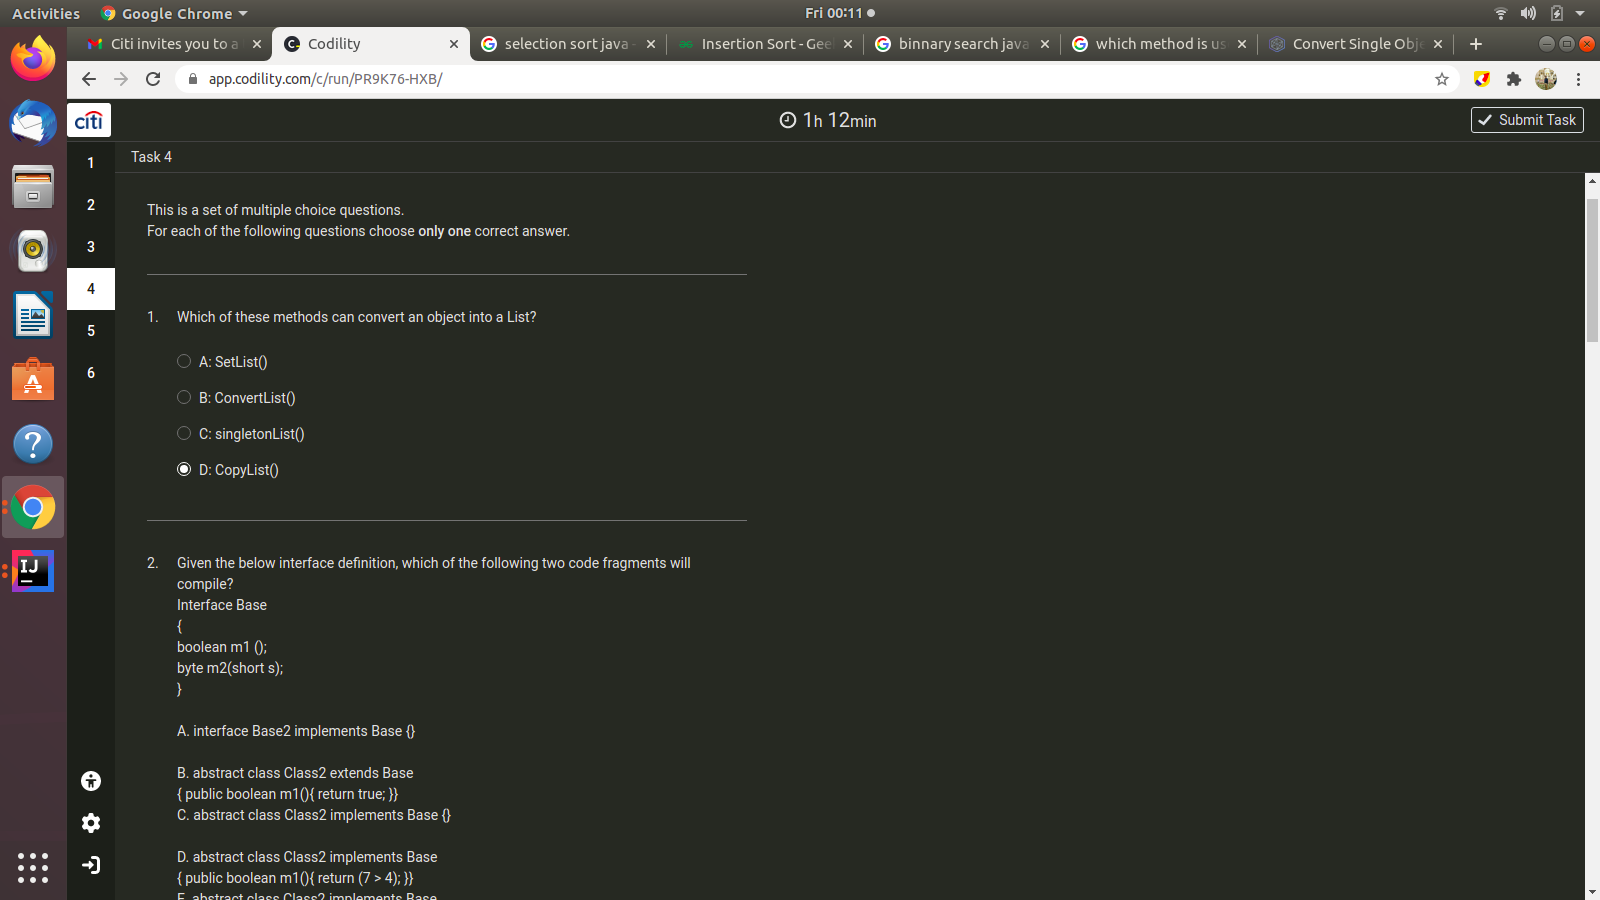 Activities
Google Chrome
Fri 00:11
Citi invites you to a
Codility
selection sort java
Insertion Sort - Gee
binnary search java
which method is us
Convert Single Obje
app.codility.com/c/run/PR9K76-HXB/
citi
1h 12min
Submit Task
1
2
3
4
5
6
Task 4
This is a set of multiple choice questions.
For each of the following questions choose only one correct answer.
1. Which of these methods can convert an object into a List?
A: SetList()
B: ConvertList()
C: singletonList()
D: CopyList()
2. Given the below interface definition, which of the following two code fragments will
compile?
Interface Base
{
boolean m1 ();
byte m2(short s);
}
A. interface Base2 implements Base {}
B. abstract class Class2 extends Base
{ public boolean m1(){ return true; }}
C. abstract class Class2 implements Base {}
D. abstract class Class2 implements Base
{ public boolean m1(){ return (7 > 4); }}
E. abstract class Class2 implements Base